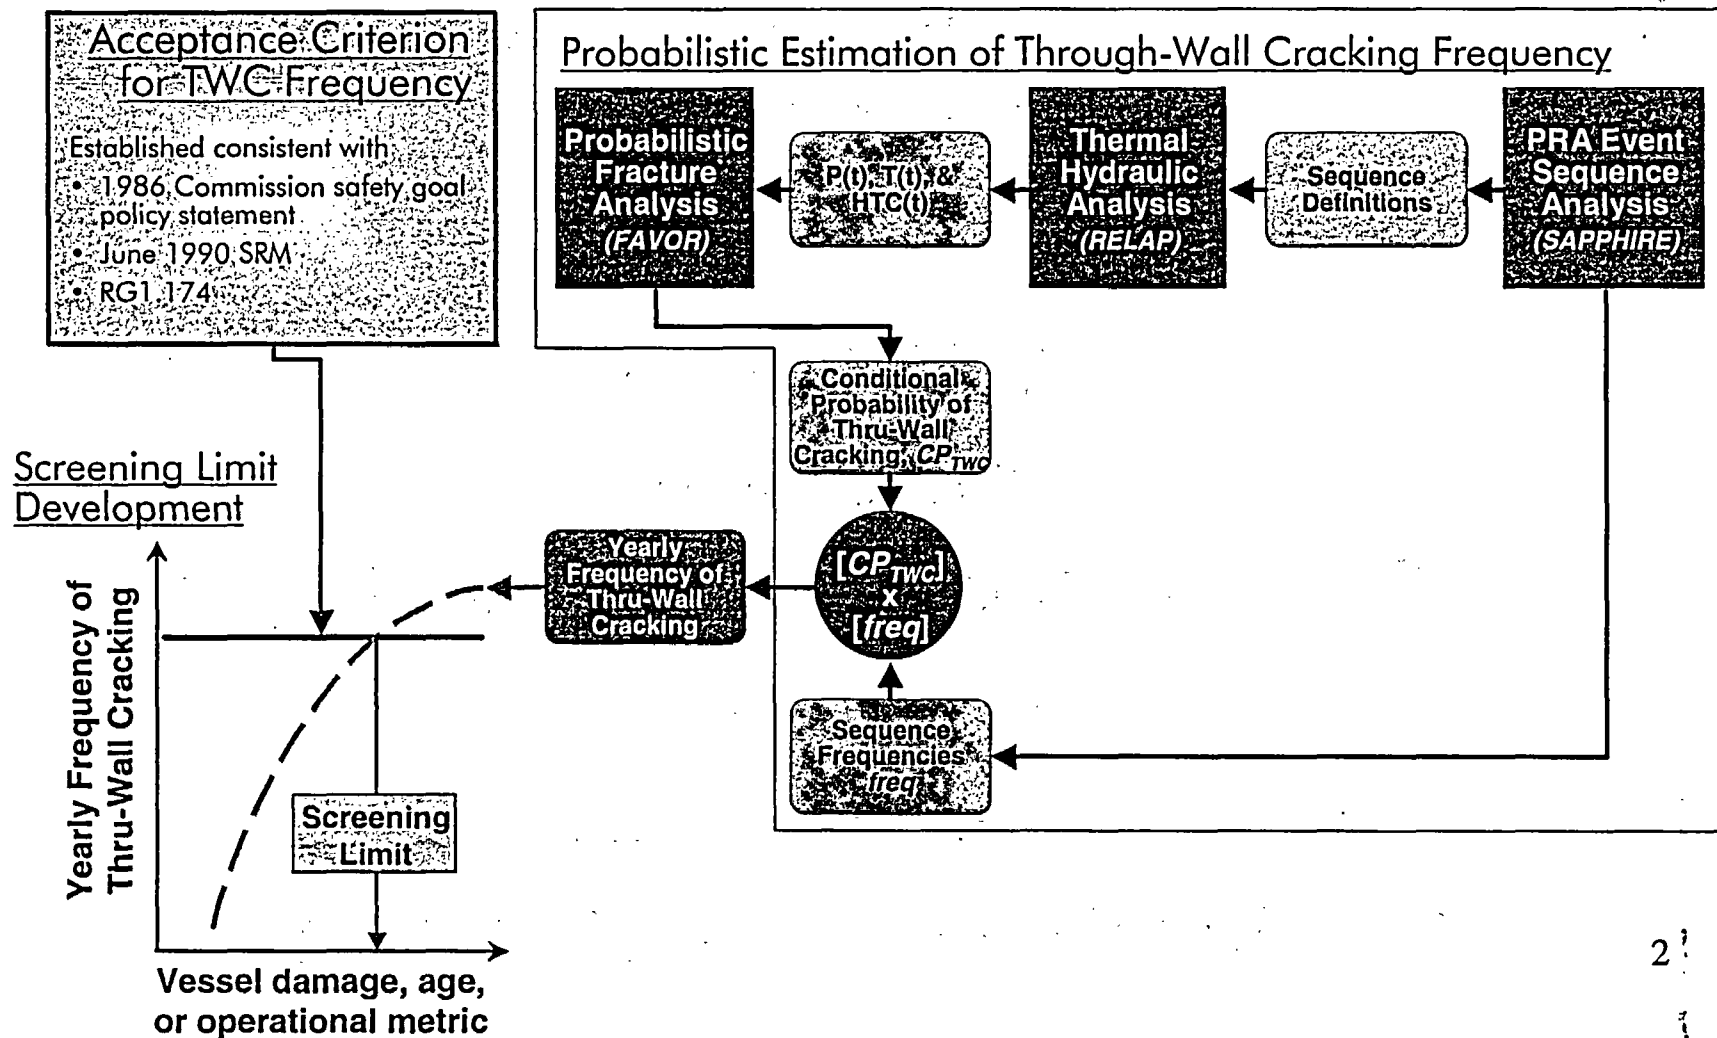 Acceptance Criterion
for TWC Frequency
Established consistent with:
• 1986 Commission safety goal
policy statement
• June 1990 SRM
• RG1.174
Probabilistic Estimation of Through-Wall Cracking Frequency
Probabilistic
Fracture
Analysis
(FAVOR)
P(t), T(t), &
HTC(t)
Thermal
Hydraulic
Analysis
(RELAP)
Sequence
Definitions
PRA Event
Sequence
Analysis
(SAPPHIRE)
Conditional
Probability of
Thru-Wall
Cracking, CPTWC
Screening Limit
Development
Yearly
Frequency of
Thru-Wall
Cracking
[CPTWC]
x
[freq]
Sequence
Frequencies
freq
Yearly Frequency of
Thru-Wall Cracking
Screening
Limit
Vessel damage, age,
or operational metric
2